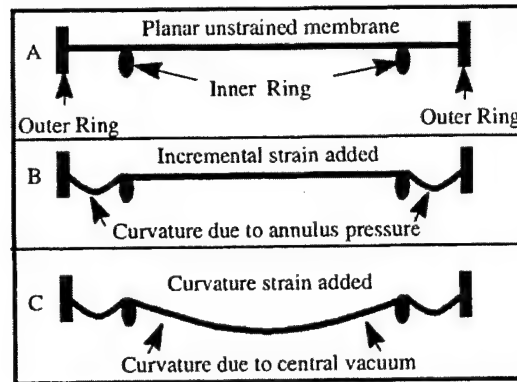 Planar unstrained membrane
A
Inner Ring
Outer Ring
Outer Ring
Incremental strain added
B
Curvature due to annulus pressure
Curvature strain added
C
Curvature due to central vacuum